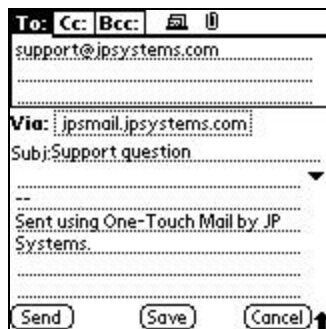 To: Cc: Bcc:
support@jpsystems.com
Via: jpsmail.jpsystems.com
Subj: Support question
--
Sent using One-Touch Mail by JP
Systems.
Send Save Cancel